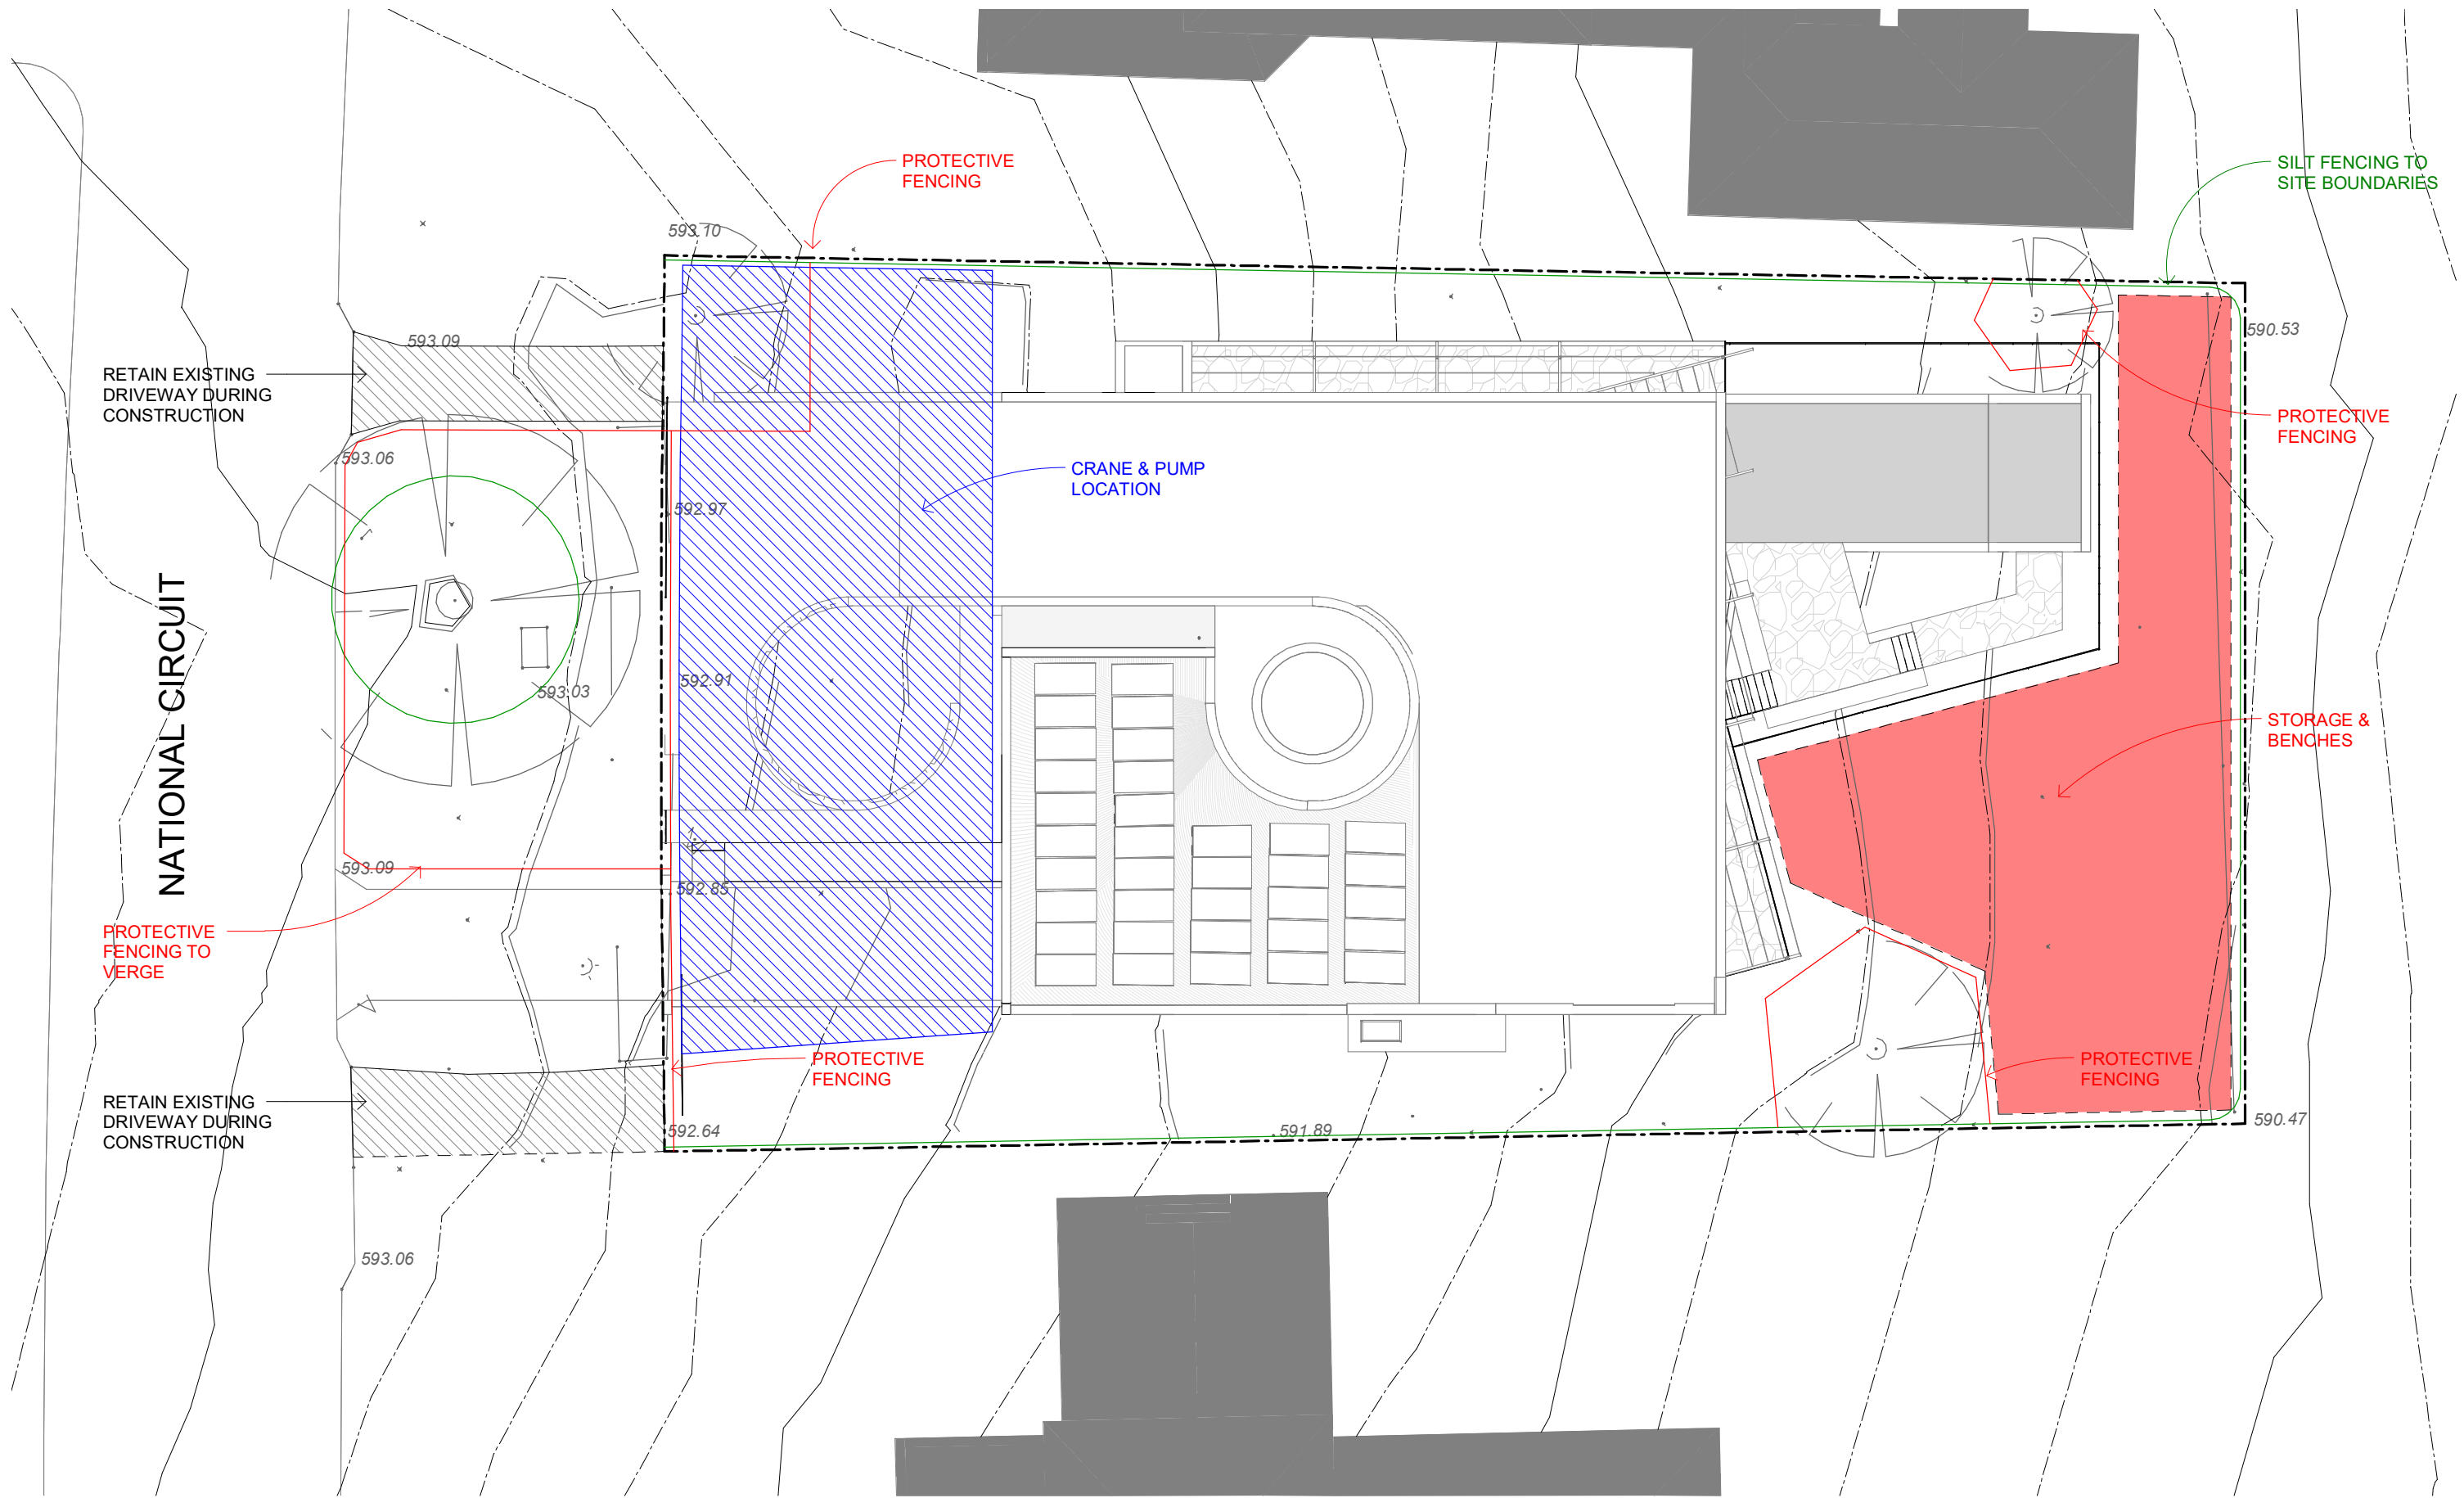 PROTECTIVE
FENCING
SILT FENCING TO
SITE BOUNDARIES
593.10
593.09
590.53
RETAIN EXISTING
DRIVEWAY DURING
CONSTRUCTION
PROTECTIVE
FENCING
593.06
CRANE & PUMP
LOCATION
592.97
NATIONAL CIRCUIT
592.91
593.03
STORAGE &
BENCHES
593.09
592.85
PROTECTIVE
FENCING TO
VERGE
PROTECTIVE
FENCING
PROTECTIVE
FENCING
RETAIN EXISTING
DRIVEWAY DURING
CONSTRUCTION
592.64
591.89
590.47
593.06